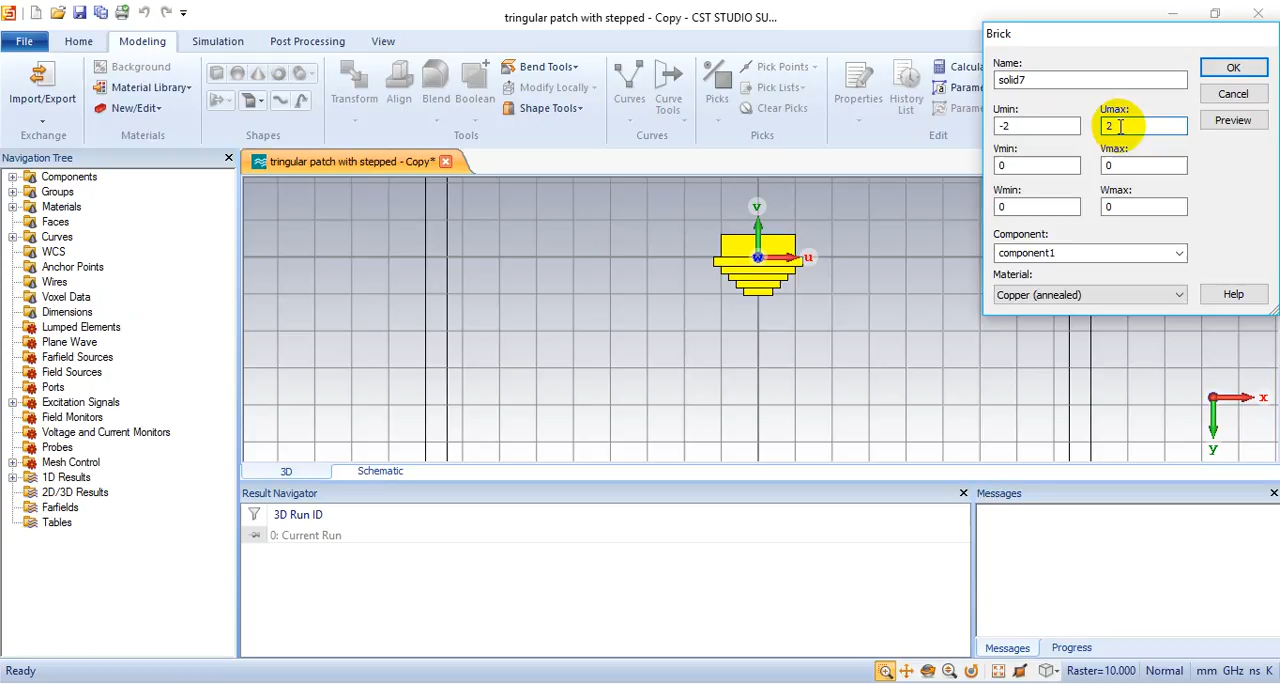 tringular patch with stepped - Copy - CST STUDIO SU...
File Home Modeling Simulation Post Processing View
Import/Export
Exchange
Background
Material Library
New/Edit
Materials
Shapes
Transform Align Blend Boolean
Bend Tools
Modify Locally
Shape Tools
Tools
Curves Curve Tools
Curves
Picks
Pick Points
Pick Lists
Clear Picks
Picks
Properties History List
Calcula
Param
Param
Edit
Brick
Name:
solid7
OK
Cancel
Preview
Umin: Umax:
-2 2
Vmin: Vmax:
0 0
Wmin: Wmax:
0 0
Component:
component1
Material:
Copper (annealed)
Help
Navigation Tree
Components
Groups
Materials
Faces
Curves
WCS
Anchor Points
Wires
Voxel Data
Dimensions
Lumped Elements
Plane Wave
Farfield Sources
Field Sources
Ports
Excitation Signals
Field Monitors
Voltage and Current Monitors
Probes
Mesh Control
1D Results
2D/3D Results
Farfields
Tables
tringular patch with stepped - Copy*
v
u
w
x
y
3D Schematic
Result Navigator
3D Run ID
0: Current Run
Messages
Messages Progress
Ready
Raster=10.000 Normal mm GHz ns K